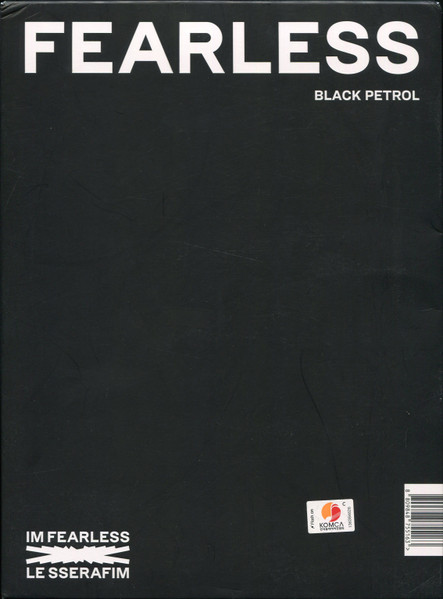 FEARLESS
BLACK PETROL
KOMCA
IM FEARLESS
LE SSERAFIM